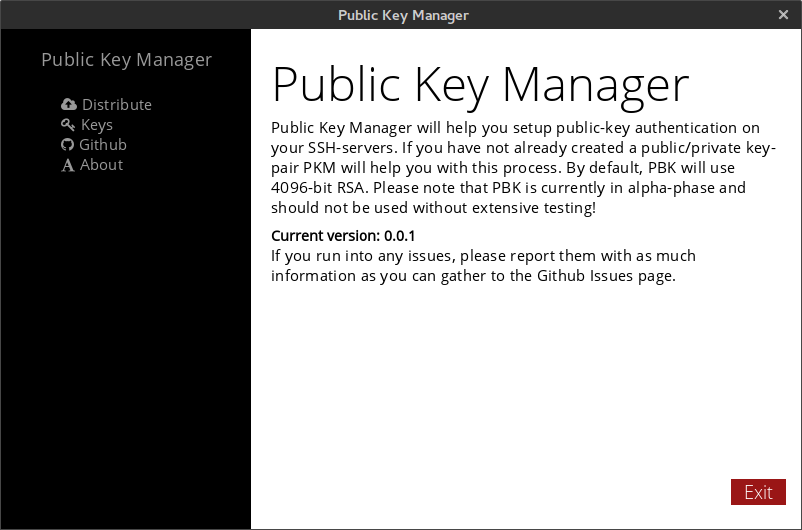 Public Key Manager
Public Key Manager
Distribute
Keys
Github
About
Public Key Manager
Public Key Manager will help you setup public-key authentication on
your SSH-servers. If you have not already created a public/private key-
pair PKM will help you with this process. By default, PBK will use
4096-bit RSA. Please note that PBK is currently in alpha-phase and
should not be used without extensive testing!
Current version: 0.0.1
If you run into any issues, please report them with as much
information as you can gather to the Github Issues page.
Exit